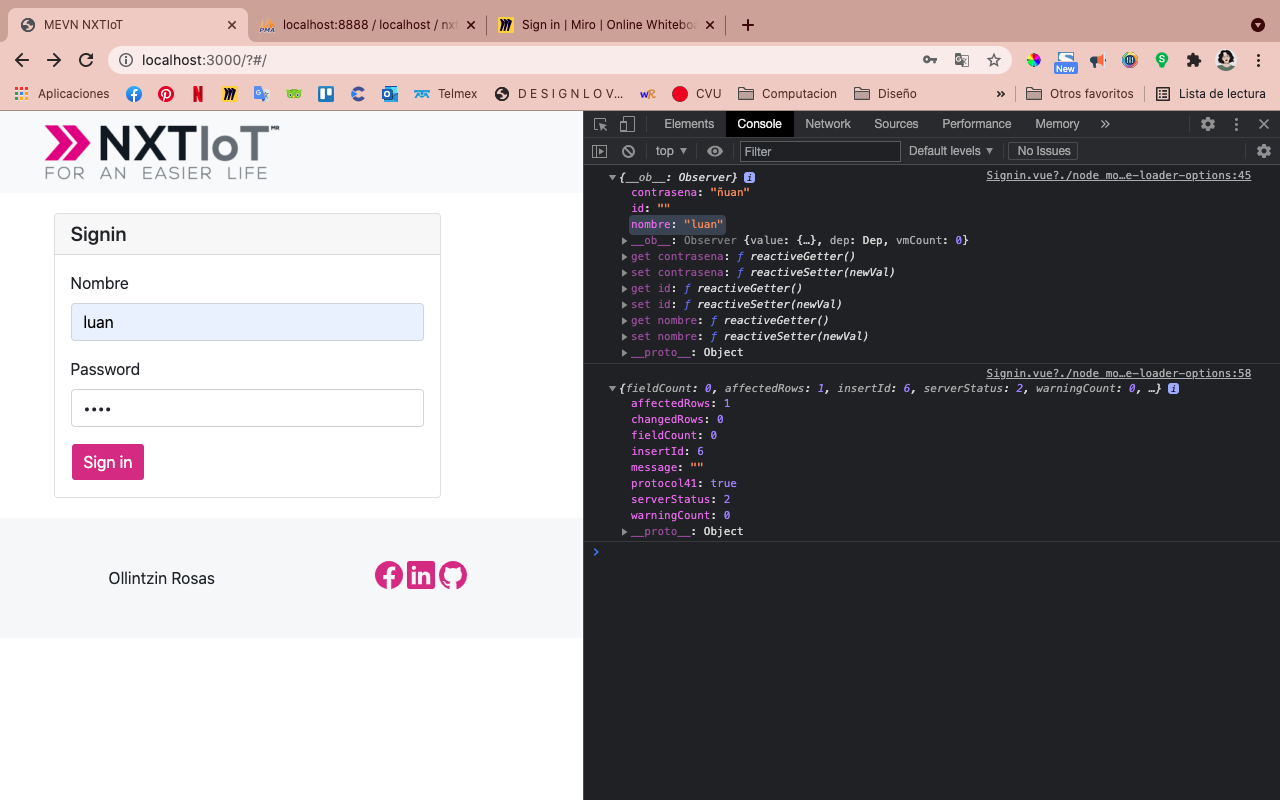 MEVN NXTIoT
localhost:8888 / localhost / nxt
Sign in | Miro | Online Whitebo
localhost:3000/?#/
Aplicaciones
Telmex
D E S I G N L O V...
CVU
Computacion
Diseño
»
Otros favoritos
Lista de lectura
New
NXTIoT MR
FOR AN EASIER LIFE
Signin
Nombre
luan
Password
••••
Sign in
Ollintzin Rosas
Elements
Console
Network
Sources
Performance
Memory
»
top ▼
Filter
Default levels ▼
No Issues
{__ob__: Observer}
Signin.vue?./node_mo…e-loader-options:45
contrasena: "ñuan"
id: ""
nombre: "luan"
__ob__: Observer {value: {…}, dep: Dep, vmCount: 0}
get contrasena: ƒ reactiveGetter()
set contrasena: ƒ reactiveSetter(newVal)
get id: ƒ reactiveGetter()
set id: ƒ reactiveSetter(newVal)
get nombre: ƒ reactiveGetter()
set nombre: ƒ reactiveSetter(newVal)
__proto__: Object
Signin.vue?./node_mo…e-loader-options:58
{fieldCount: 0, affectedRows: 1, insertId: 6, serverStatus: 2, warningCount: 0, …}
affectedRows: 1
changedRows: 0
fieldCount: 0
insertId: 6
message: ""
protocol41: true
serverStatus: 2
warningCount: 0
__proto__: Object